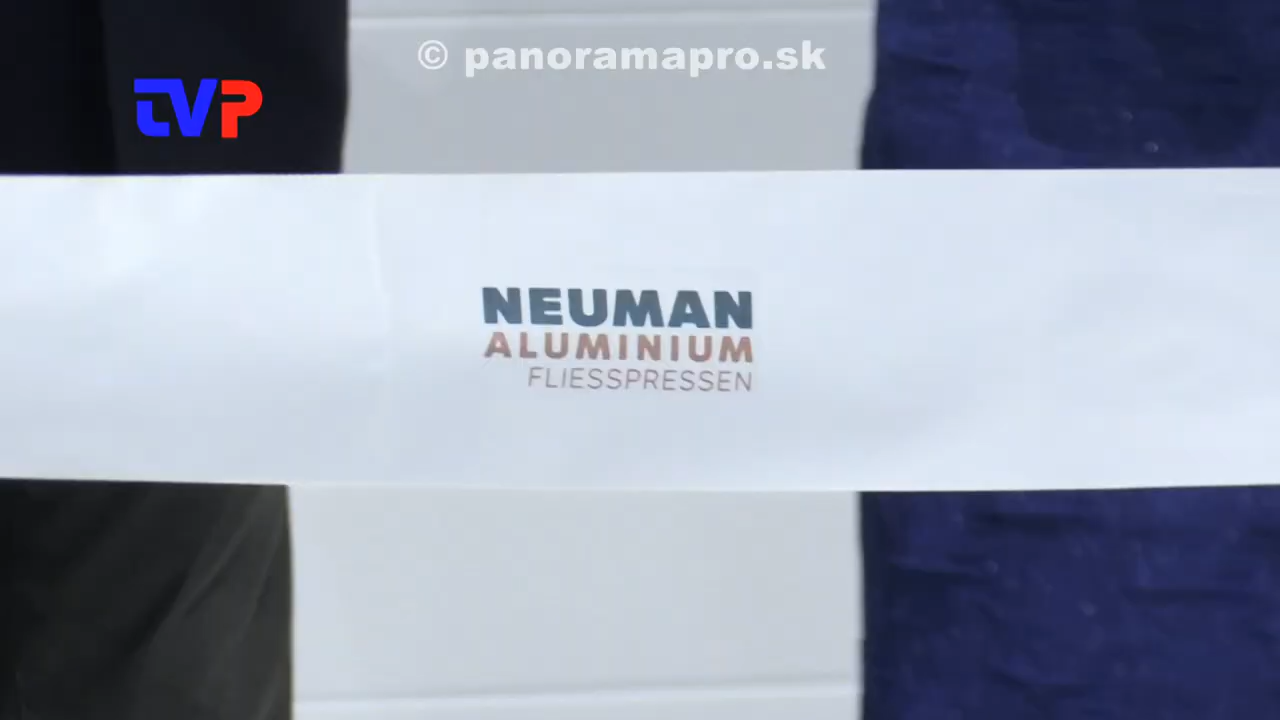 © panoramapro.sk
TVP
NEUMAN
ALUMINIUM
FLIESSPRESSEN